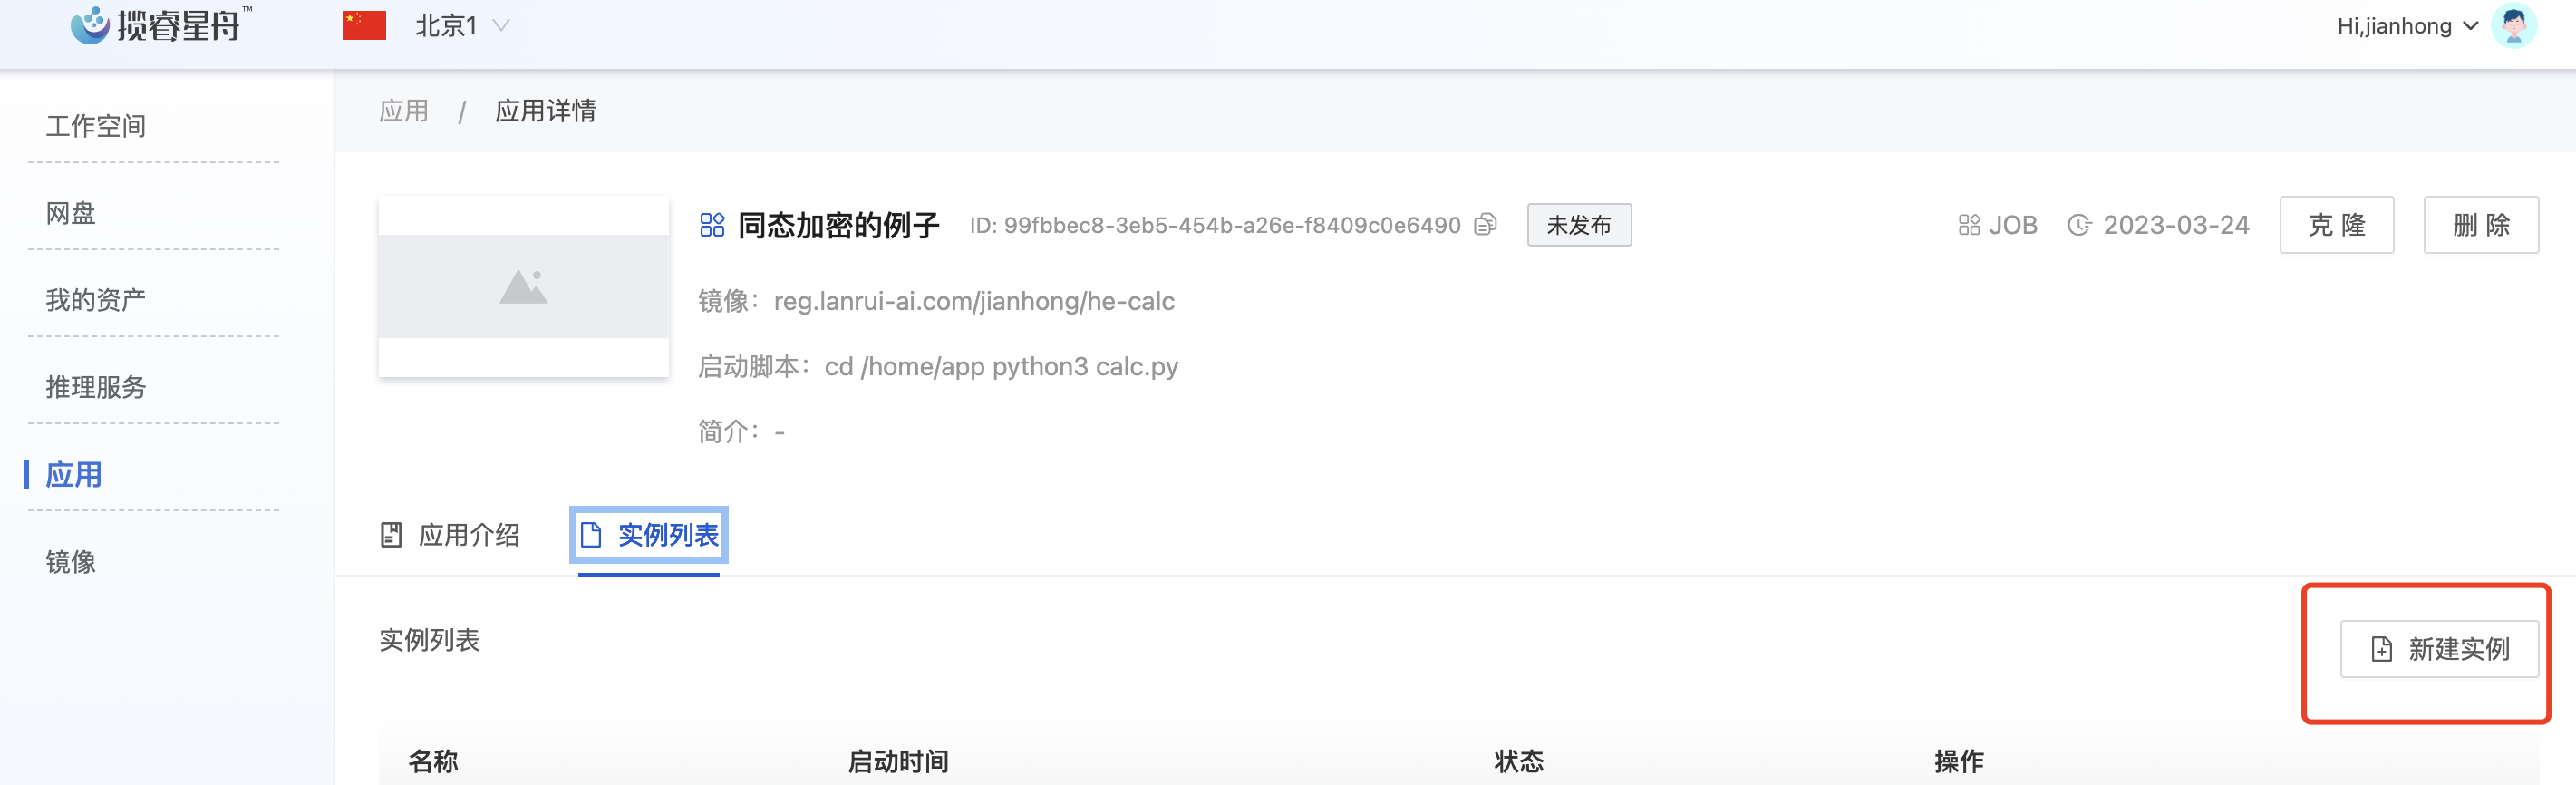 揽睿星舟™ 北京1 Hi,jianhong
工作空间
网盘
我的资产
推理服务
应用
镜像
应用 / 应用详情
同态加密的例子 ID: 99fbbec8-3eb5-454b-a26e-f8409c0e6490 未发布 JOB 2023-03-24 克 隆 删 除
镜像：reg.lanrui-ai.com/jianhong/he-calc
启动脚本：cd /home/app python3 calc.py
简介：-
应用介绍 实例列表
实例列表 新建实例
名称 启动时间 状态 操作